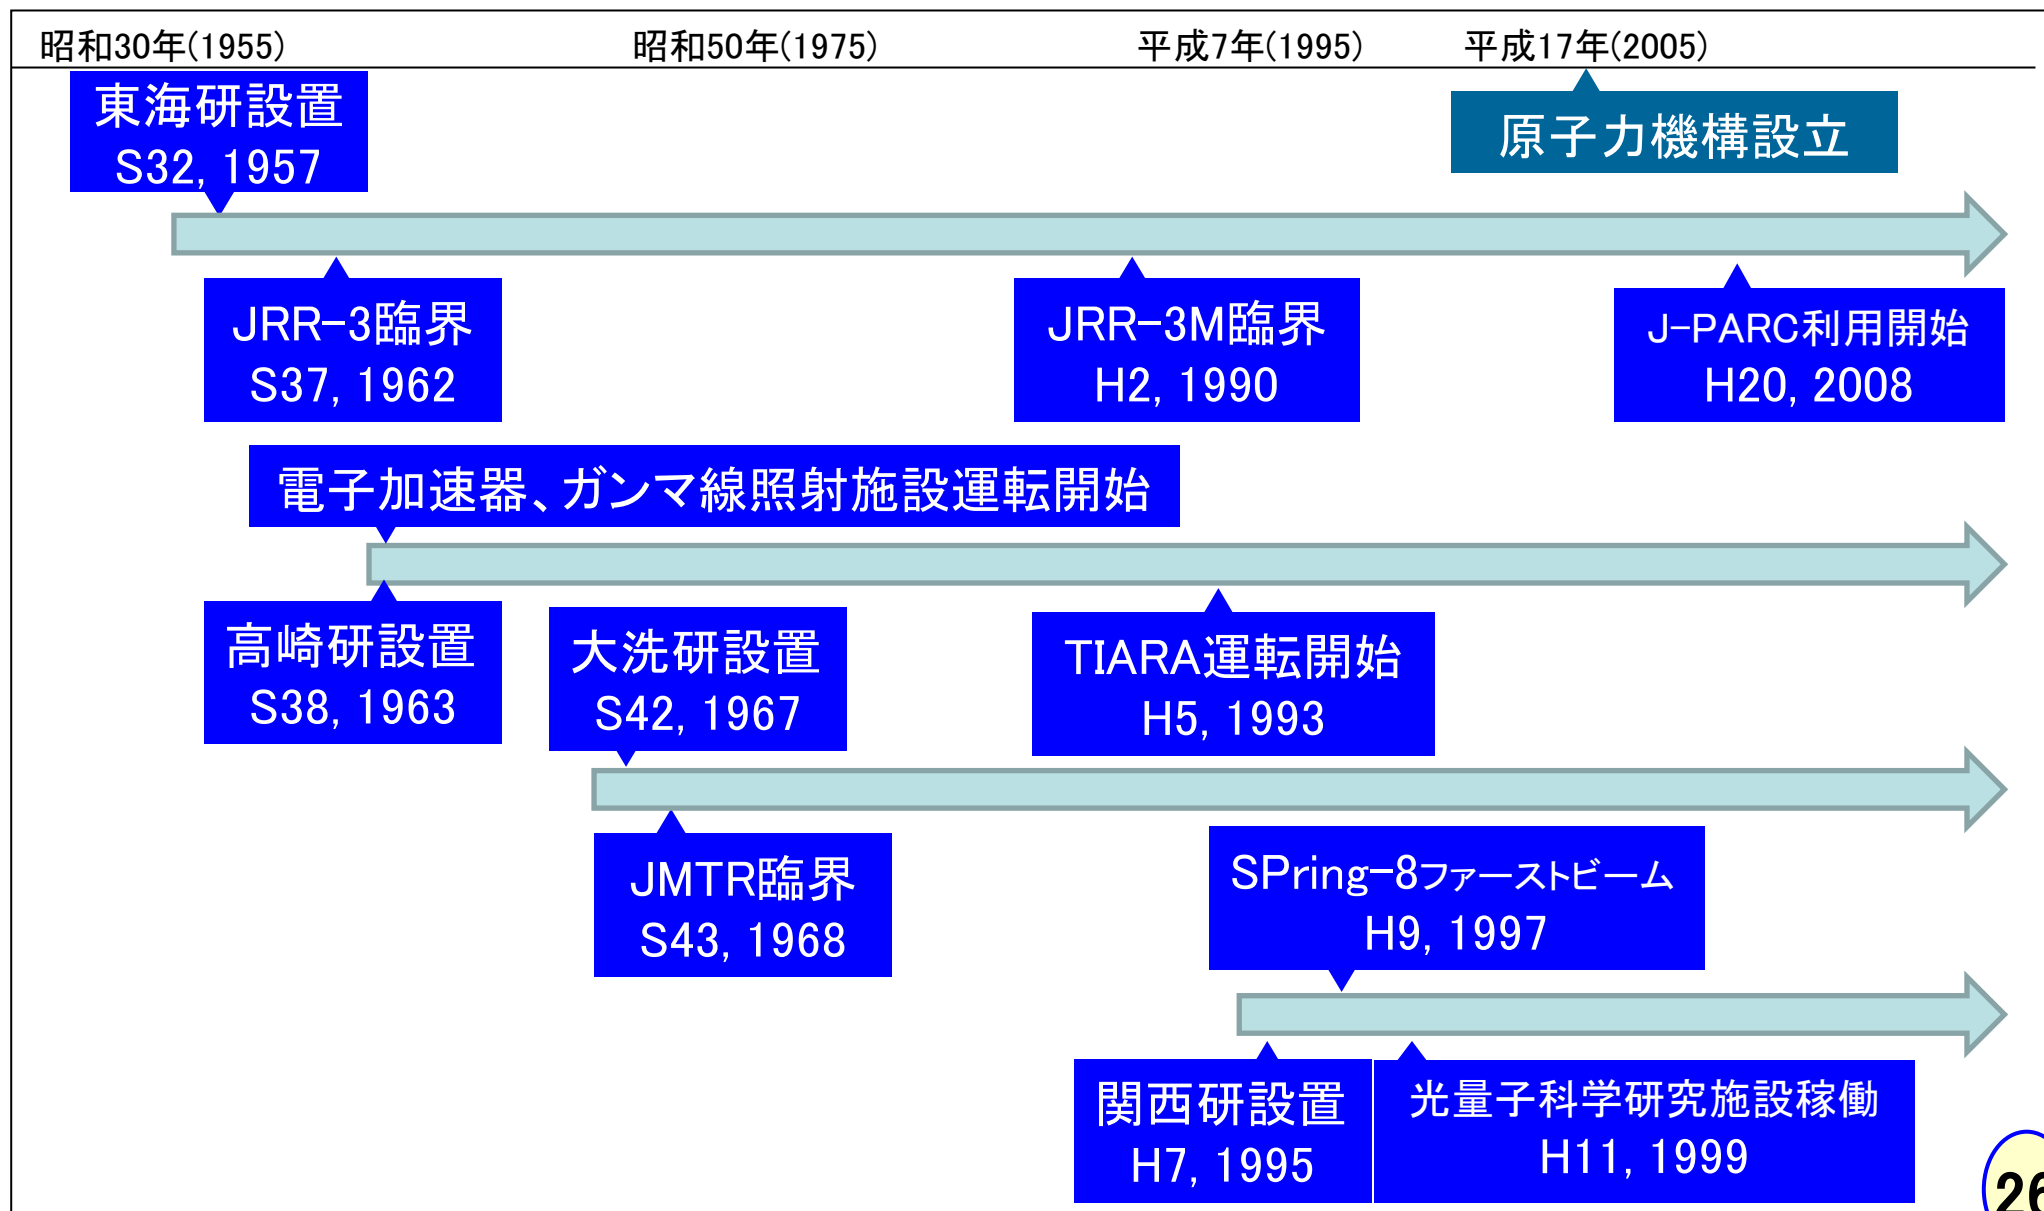 昭和30年(1955) 昭和50年(1975) 平成7年(1995) 平成17年(2005)
東海研設置
S32, 1957
原子力機構設立
JRR-3臨界
S37, 1962
JRR-3M臨界
H2, 1990
J-PARC利用開始
H20, 2008
電子加速器、ガンマ線照射施設運転開始
高崎研設置
S38, 1963
大洗研設置
S42, 1967
TIARA運転開始
H5, 1993
JMTR臨界
S43, 1968
SPring-8ファーストビーム
H9, 1997
関西研設置
H7, 1995
光量子科学研究施設稼働
H11, 1999
26